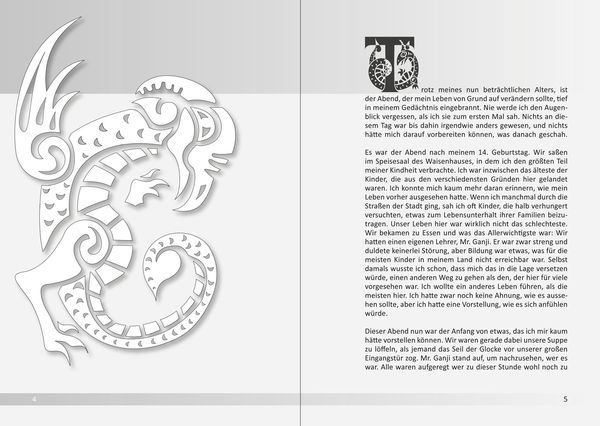 Trotz meines nun beträchtlichen Alters, ist
der Abend, der mein Leben von Grund auf verändern sollte, tief
in meinem Gedächtnis eingebrannt. Nie werde ich den Augen-
blick vergessen, als ich sie zum ersten Mal sah. Nichts an die-
sem Tag war bis dahin irgendwie anders gewesen, und nichts
hätte mich darauf vorbereiten können, was danach geschah.
Es war der Abend nach meinem 14. Geburtstag. Wir saßen
im Speisesaal des Waisenhauses, in dem ich den größten Teil
meiner Kindheit verbrachte. Ich war inzwischen das älteste der
Kinder, die aus den verschiedensten Gründen hier gelandet
waren. Ich konnte mich kaum mehr daran erinnern, wie mein
Leben vorher ausgesehen hatte. Wenn ich manchmal durch die
Straßen der Stadt ging, sah ich oft Kinder, die halb verhungert
versuchten, etwas zum Lebensunterhalt ihrer Familien beizu-
tragen. Unser Leben hier war wirklich nicht das schlechteste.
Wir bekamen zu Essen und was das Allerwichtigste war: Wir
hatten einen eigenen Lehrer, Mr. Ganji. Er war zwar streng und
duldete keinerlei Störung, aber Bildung war etwas, was für die
meisten Kinder in meinem Land nicht erreichbar war. Selbst
damals wusste ich schon, dass mich das in die Lage versetzen
würde, einen anderen Weg zu gehen als den, der hier für viele
vorgesehen war. Ich wollte ein anderes Leben führen, als die
meisten hier. Ich hatte zwar noch keine Ahnung, wie es ausse-
hen sollte, aber ich hatte eine Vorstellung, wie es sich anfühlen
würde.
Dieser Abend nun war der Anfang von etwas, das ich mir kaum
hätte vorstellen können. Wir waren gerade dabei unsere Suppe
zu löffeln, als jemand das Seil der Glocke vor unserer großen
Eingangstür zog. Mr. Ganji stand auf, um nachzusehen, wer es
war. Alle waren aufgeregt wer zu dieser Stunde wohl noch zu
4
5